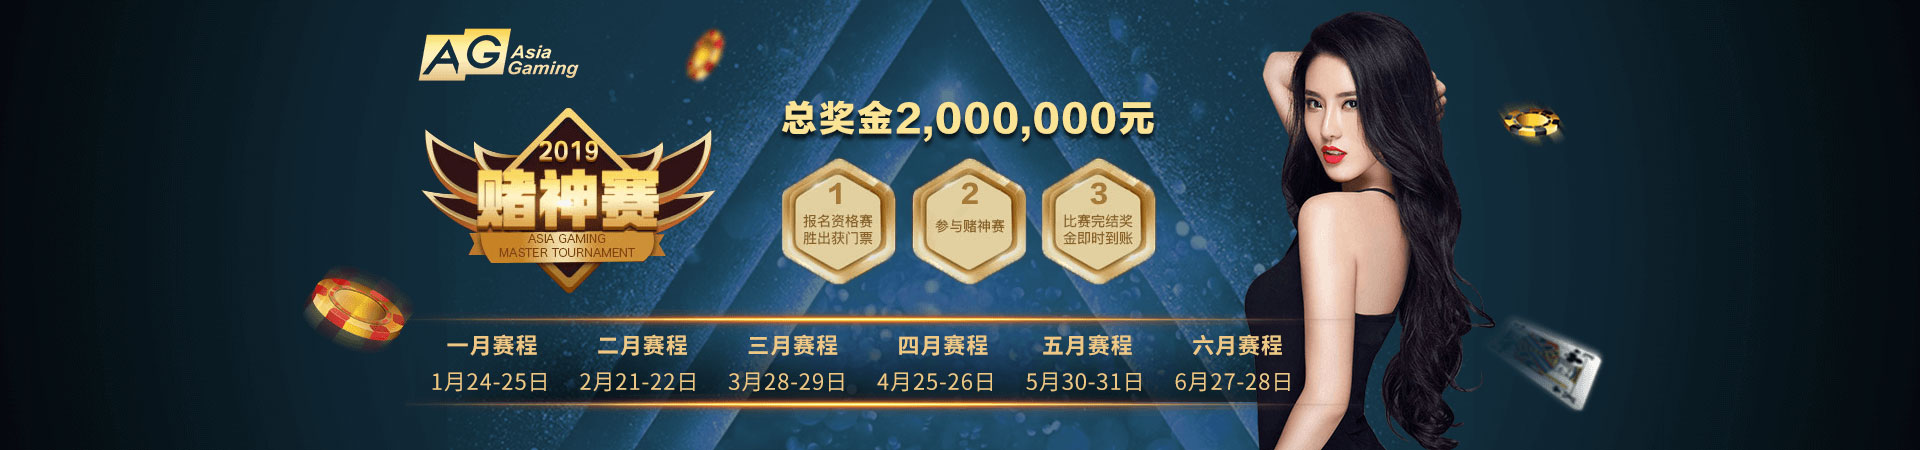 AG Asia
Gaming
2019
赌神赛
ASIA GAMING
MASTER TOURNAMENT
总奖金2,000,000元
1
报名资格赛
胜出获门票
2
参与赌神赛
3
比赛完结奖
金即时到账
一月赛程
1月24-25日
二月赛程
2月21-22日
三月赛程
3月28-29日
四月赛程
4月25-26日
五月赛程
5月30-31日
六月赛程
6月27-28日